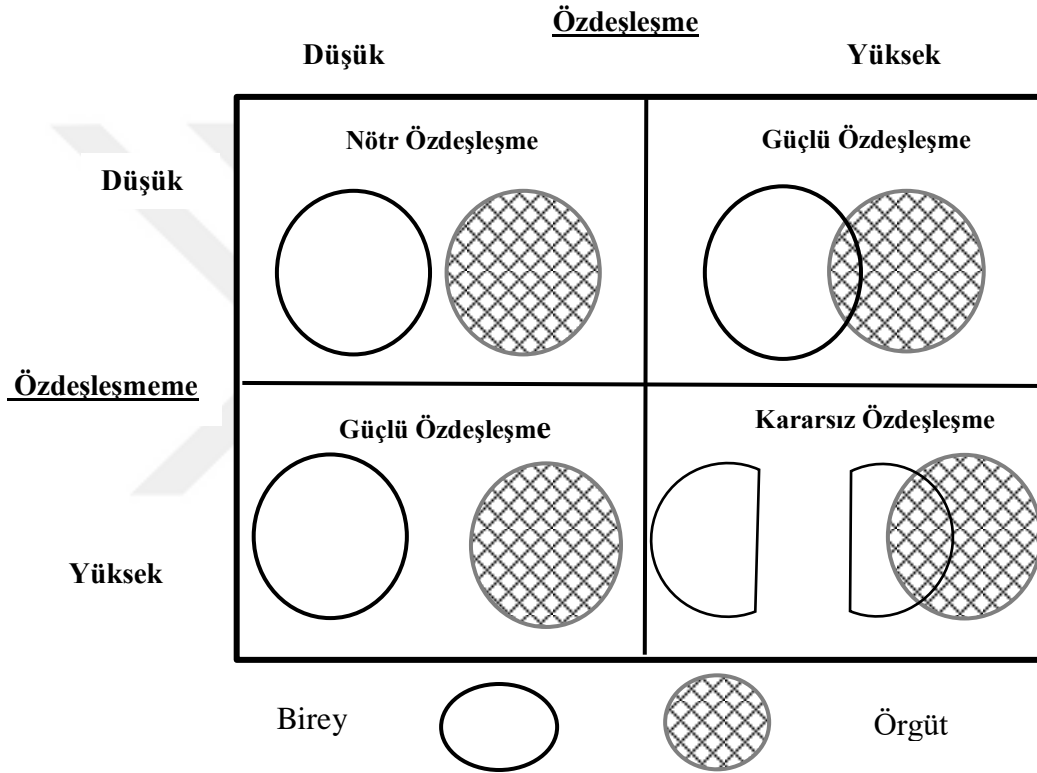 Özdeşleşme
Düşük Yüksek
Nötr Özdeşleşme Güçlü Özdeşleşme
Düşük
Özdeşleşmeme
Güçlü Özdeşleşme Kararsız Özdeşleşme
Yüksek
Birey Örgüt